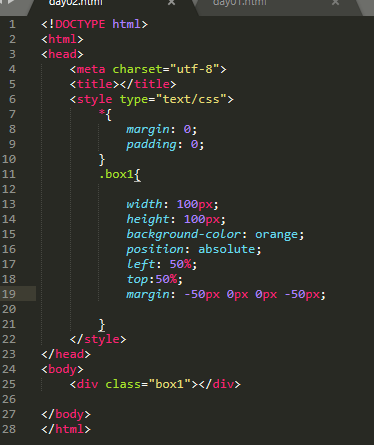 day02.html × day01.html ×
1 <!DOCTYPE html>
2 <html>
3 <head>
4 <meta charset="utf-8">
5 <title></title>
6 <style type="text/css">
7 *{
8 margin: 0;
9 padding: 0;
10 }
11 .box1{
12
13 width: 100px;
14 height: 100px;
15 background-color: orange;
16 position: absolute;
17 left: 50%;
18 top:50%;
19 margin: -50px 0px 0px -50px;
20
21 }
22 </style>
23 </head>
24 <body>
25 <div class="box1"></div>
26
27 </body>
28 </html>